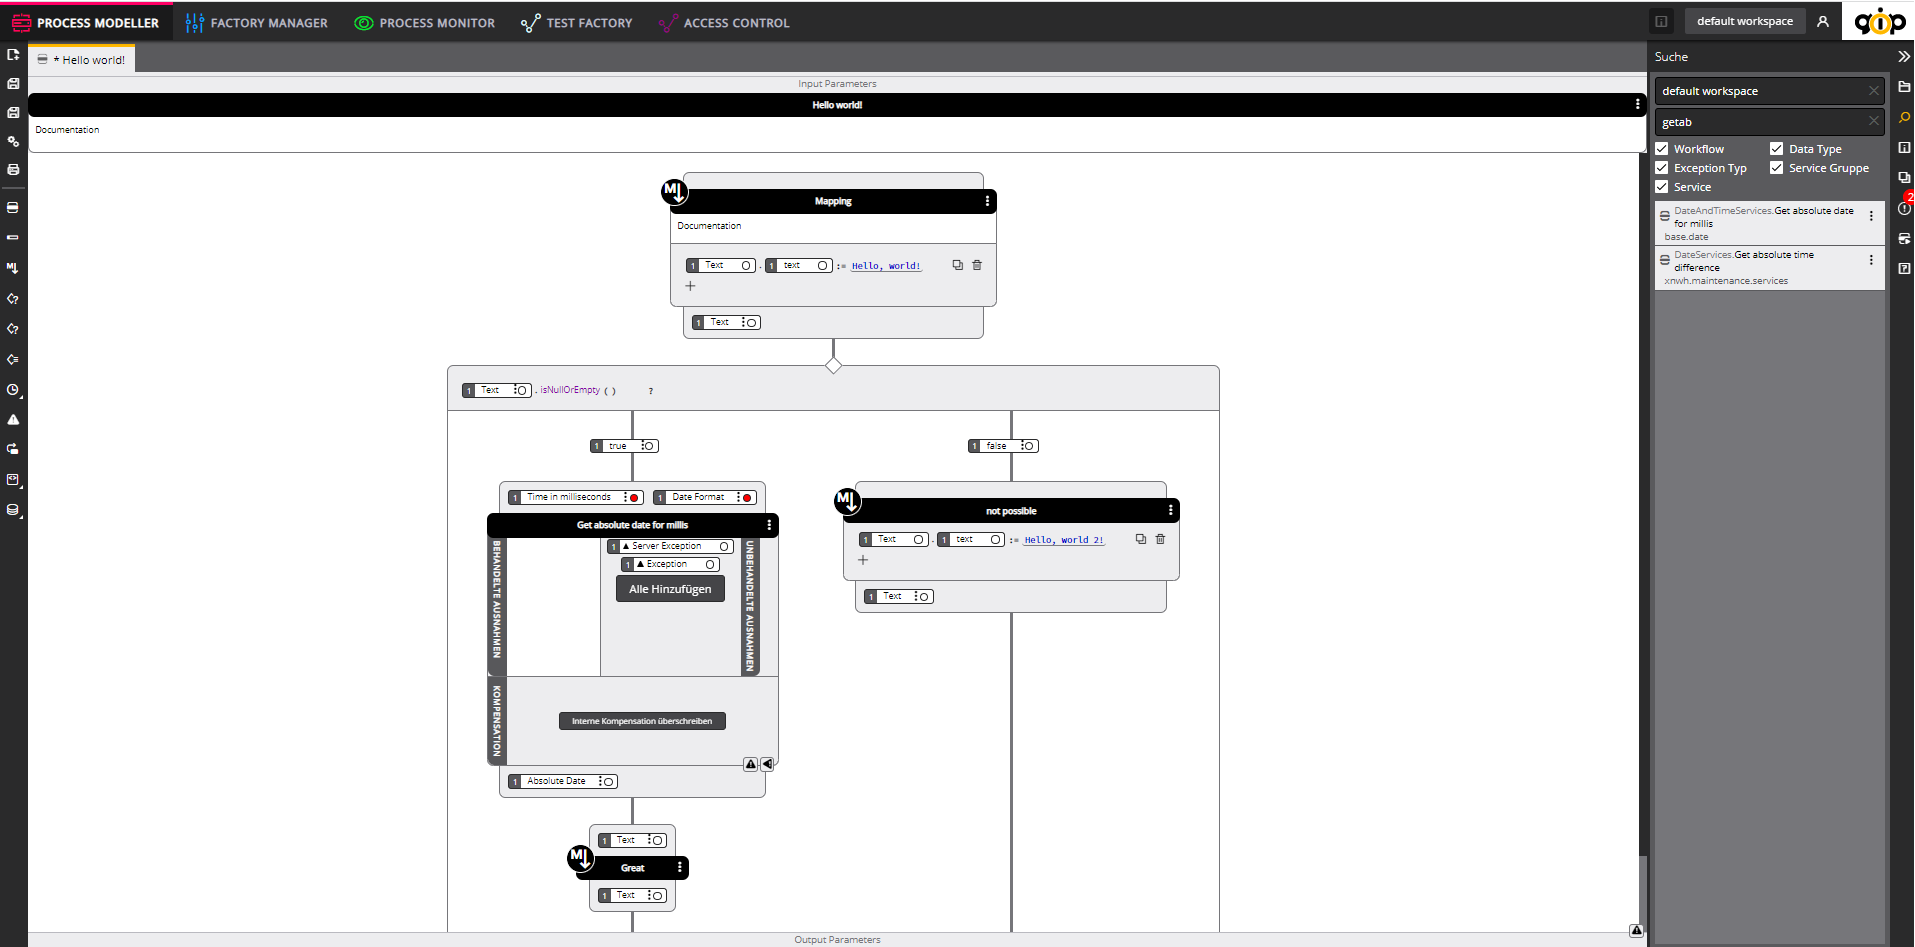 PROCESS MODELLER FACTORY MANAGER PROCESS MONITOR TEST FACTORY ACCESS CONTROL default workspace gip
* Hello world!
Input Parameters
Hello world!
Documentation
Mapping
Documentation
1 Text . 1 text := Hello, world!
1 Text
1 Text . isNullOrEmpty ( ) ?
1 true
1 false
1 Time in milliseconds 1 Date Format
Get absolute date for millis
BEHANDELTE AUSNAHMEN
1 Server Exception
1 Exception
Alle Hinzufügen
UNBEHANDELTE AUSNAHMEN
KOMPENSATION
Interne Kompensation überschreiben
1 Absolute Date
1 Text
Great
1 Text
not possible
1 Text . 1 text := Hello, world 2!
1 Text
Output Parameters
Suche
default workspace
getab
Workflow Data Type
Exception Typ Service Gruppe
Service
DateAndTimeServices.Get absolute date
for millis
base.date
DateServices.Get absolute time
difference
xnwh.maintenance.services
2